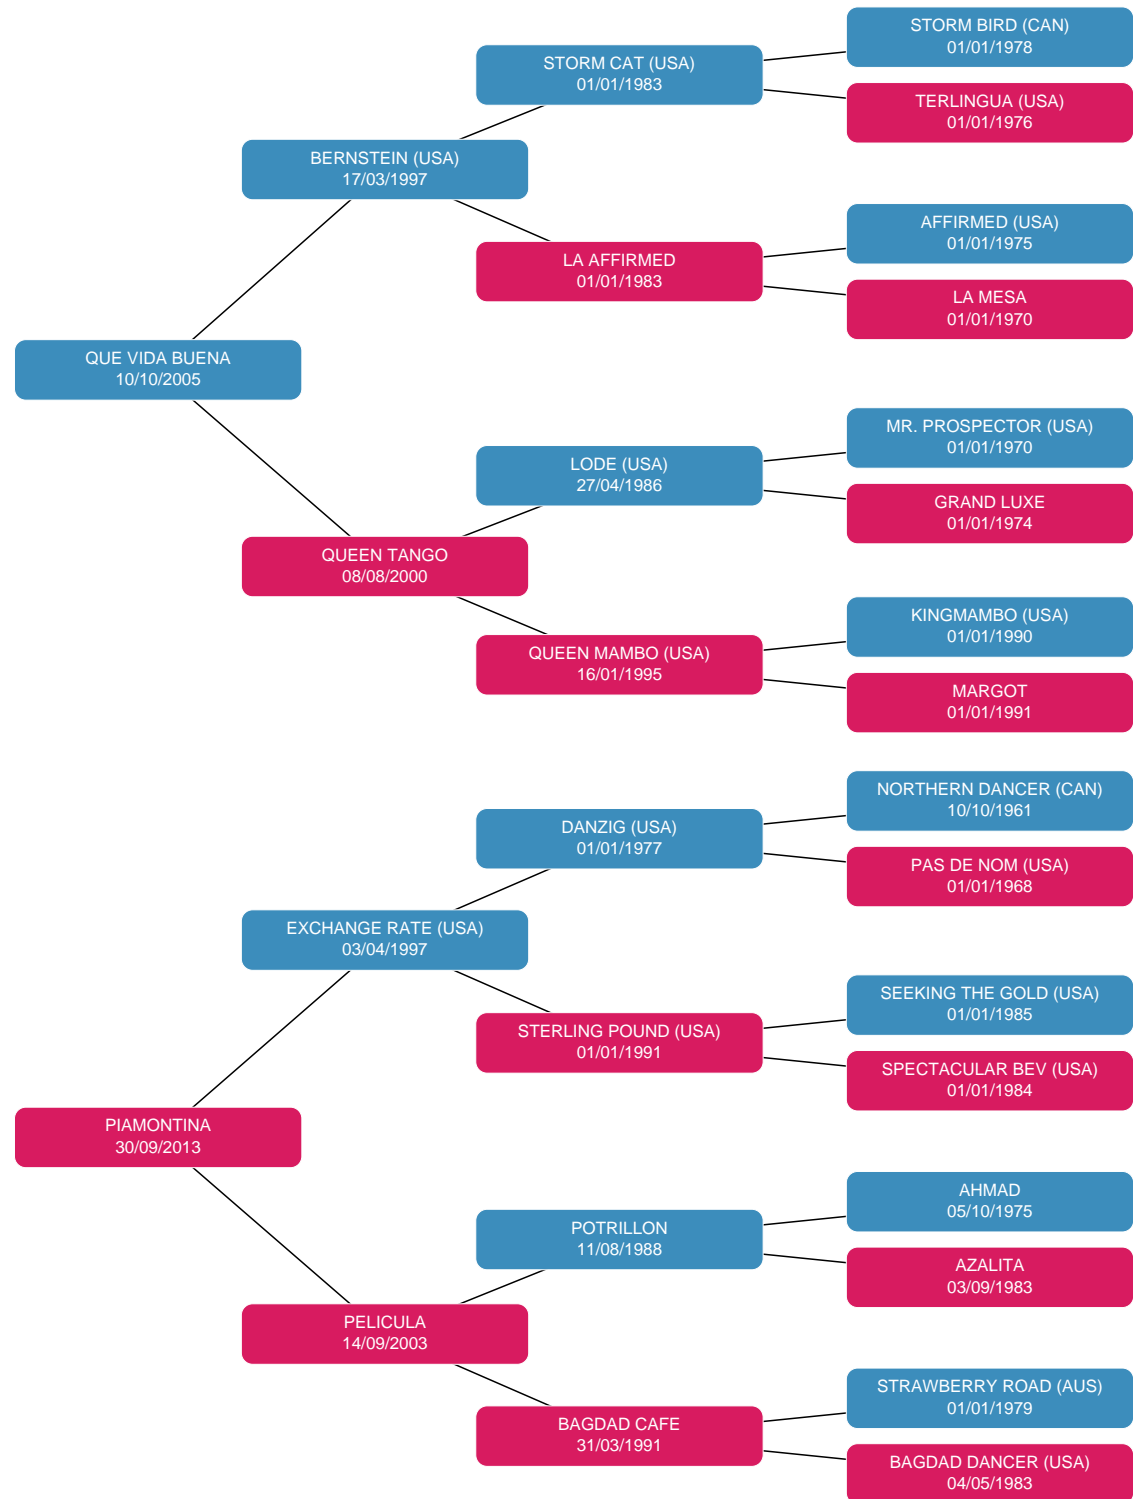 STORM BIRD (CAN)
01/01/1978
STORM CAT (USA)
01/01/1983
TERLINGUA (USA)
01/01/1976
BERNSTEIN (USA)
17/03/1997
AFFIRMED (USA)
01/01/1975
LA AFFIRMED
01/01/1983
LA MESA
01/01/1970
QUE VIDA BUENA
10/10/2005
MR. PROSPECTOR (USA)
01/01/1970
LODE (USA)
27/04/1986
GRAND LUXE
01/01/1974
QUEEN TANGO
08/08/2000
KINGMAMBO (USA)
01/01/1990
QUEEN MAMBO (USA)
16/01/1995
MARGOT
01/01/1991
NORTHERN DANCER (CAN)
10/10/1961
DANZIG (USA)
01/01/1977
PAS DE NOM (USA)
01/01/1968
EXCHANGE RATE (USA)
03/04/1997
SEEKING THE GOLD (USA)
01/01/1985
STERLING POUND (USA)
01/01/1991
SPECTACULAR BEV (USA)
01/01/1984
PIAMONTINA
30/09/2013
AHMAD
05/10/1975
POTRILLON
11/08/1988
AZALITA
03/09/1983
PELICULA
14/09/2003
STRAWBERRY ROAD (AUS)
01/01/1979
BAGDAD CAFE
31/03/1991
BAGDAD DANCER (USA)
04/05/1983